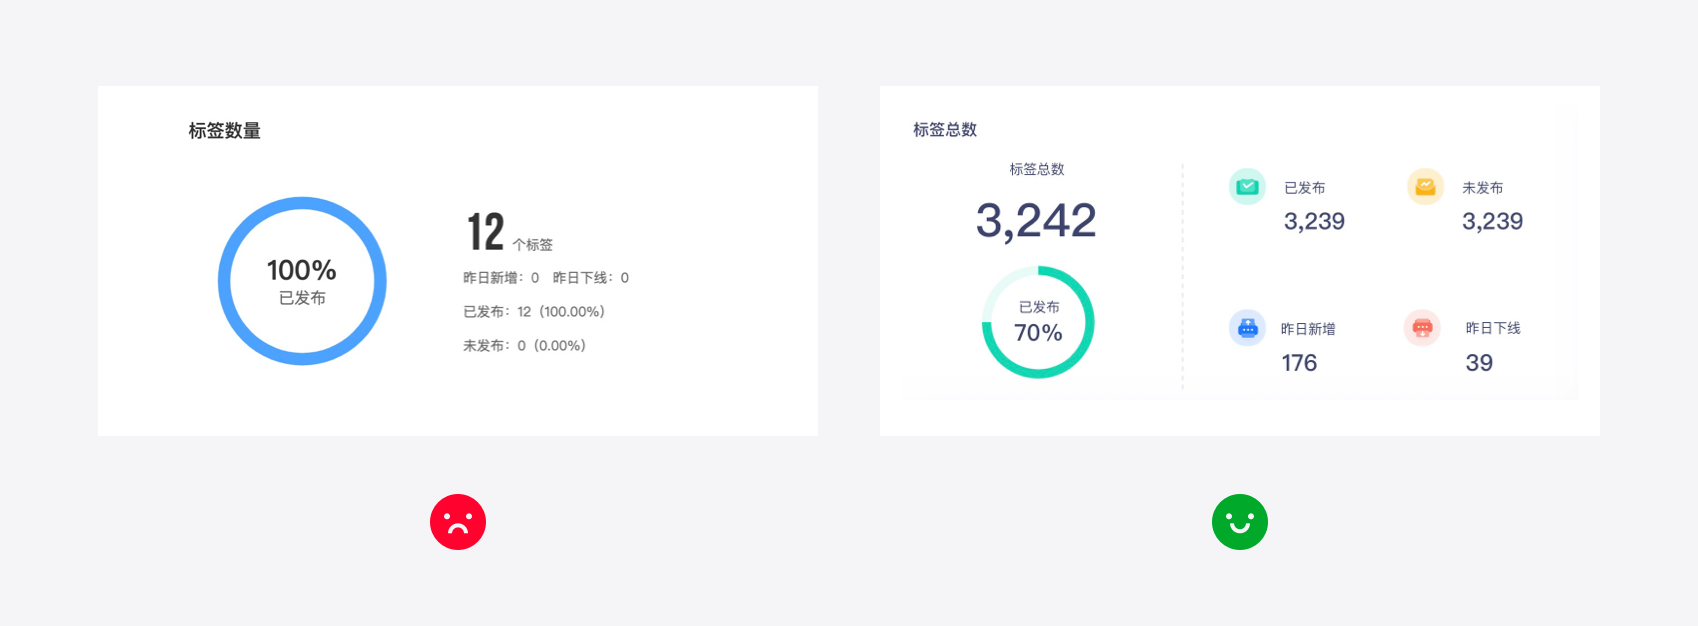 标签数量
100%
已发布
12 个标签
昨日新增：0 昨日下线：0
已发布：12（100.00%）
未发布：0（0.00%）
标签总数
标签总数
3,242
已发布
70%
已发布
3,239
未发布
3,239
昨日新增
176
昨日下线
39